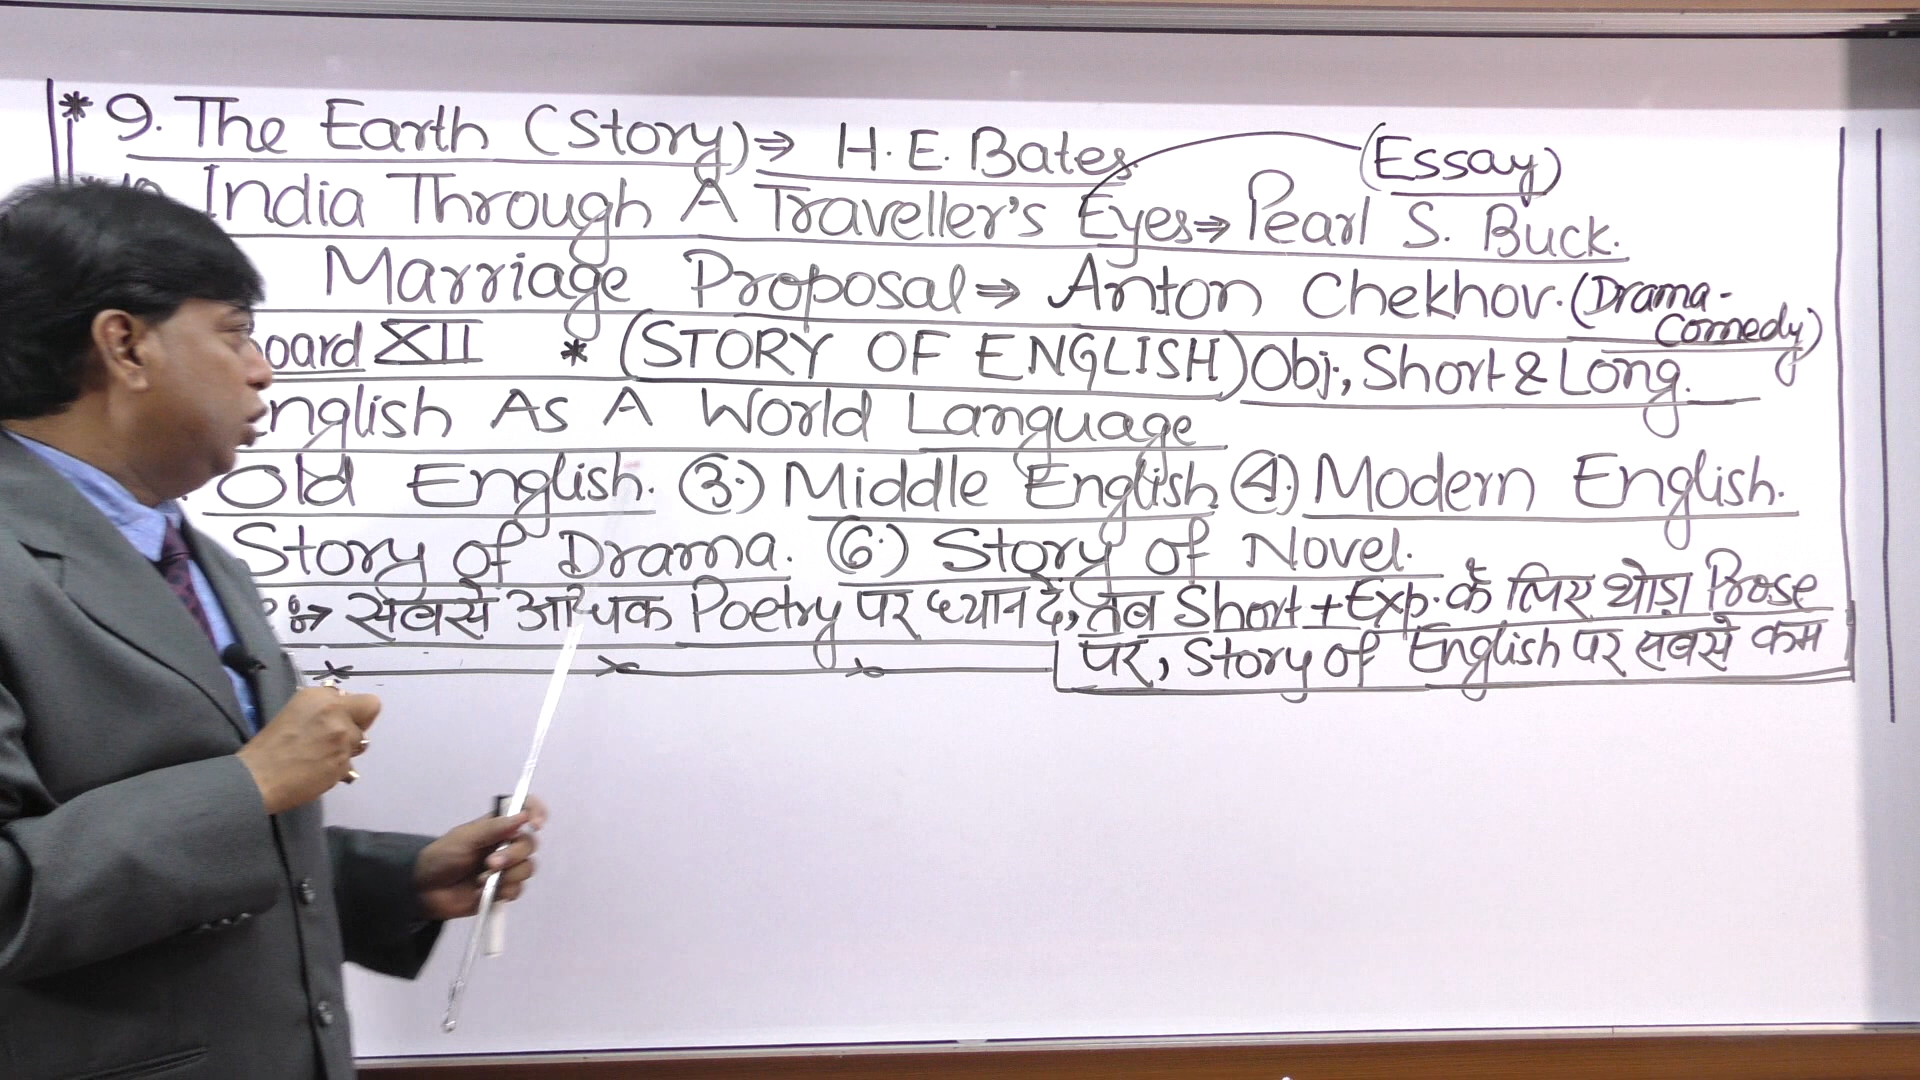 * 9. The Earth (Story) ⇒ H. E. Bates (Essay)
India Through A Traveller's Eyes ⇒ Pearl S. Buck.
Marriage Proposal ⇒ Anton Chekhov. (Drama-
Comedy)
oard XII * (STORY OF ENGLISH) Obj., Short & Long.
English As A World Language
Old English. (3.) Middle English (4.) Modern English.
Story of Drama. (6.) Story of Novel.
सबसे अधिक Poetry पर ध्यान दें, तब Short + Exp. के लिए थोड़ा Prose
पर, Story of English पर सबसे कम